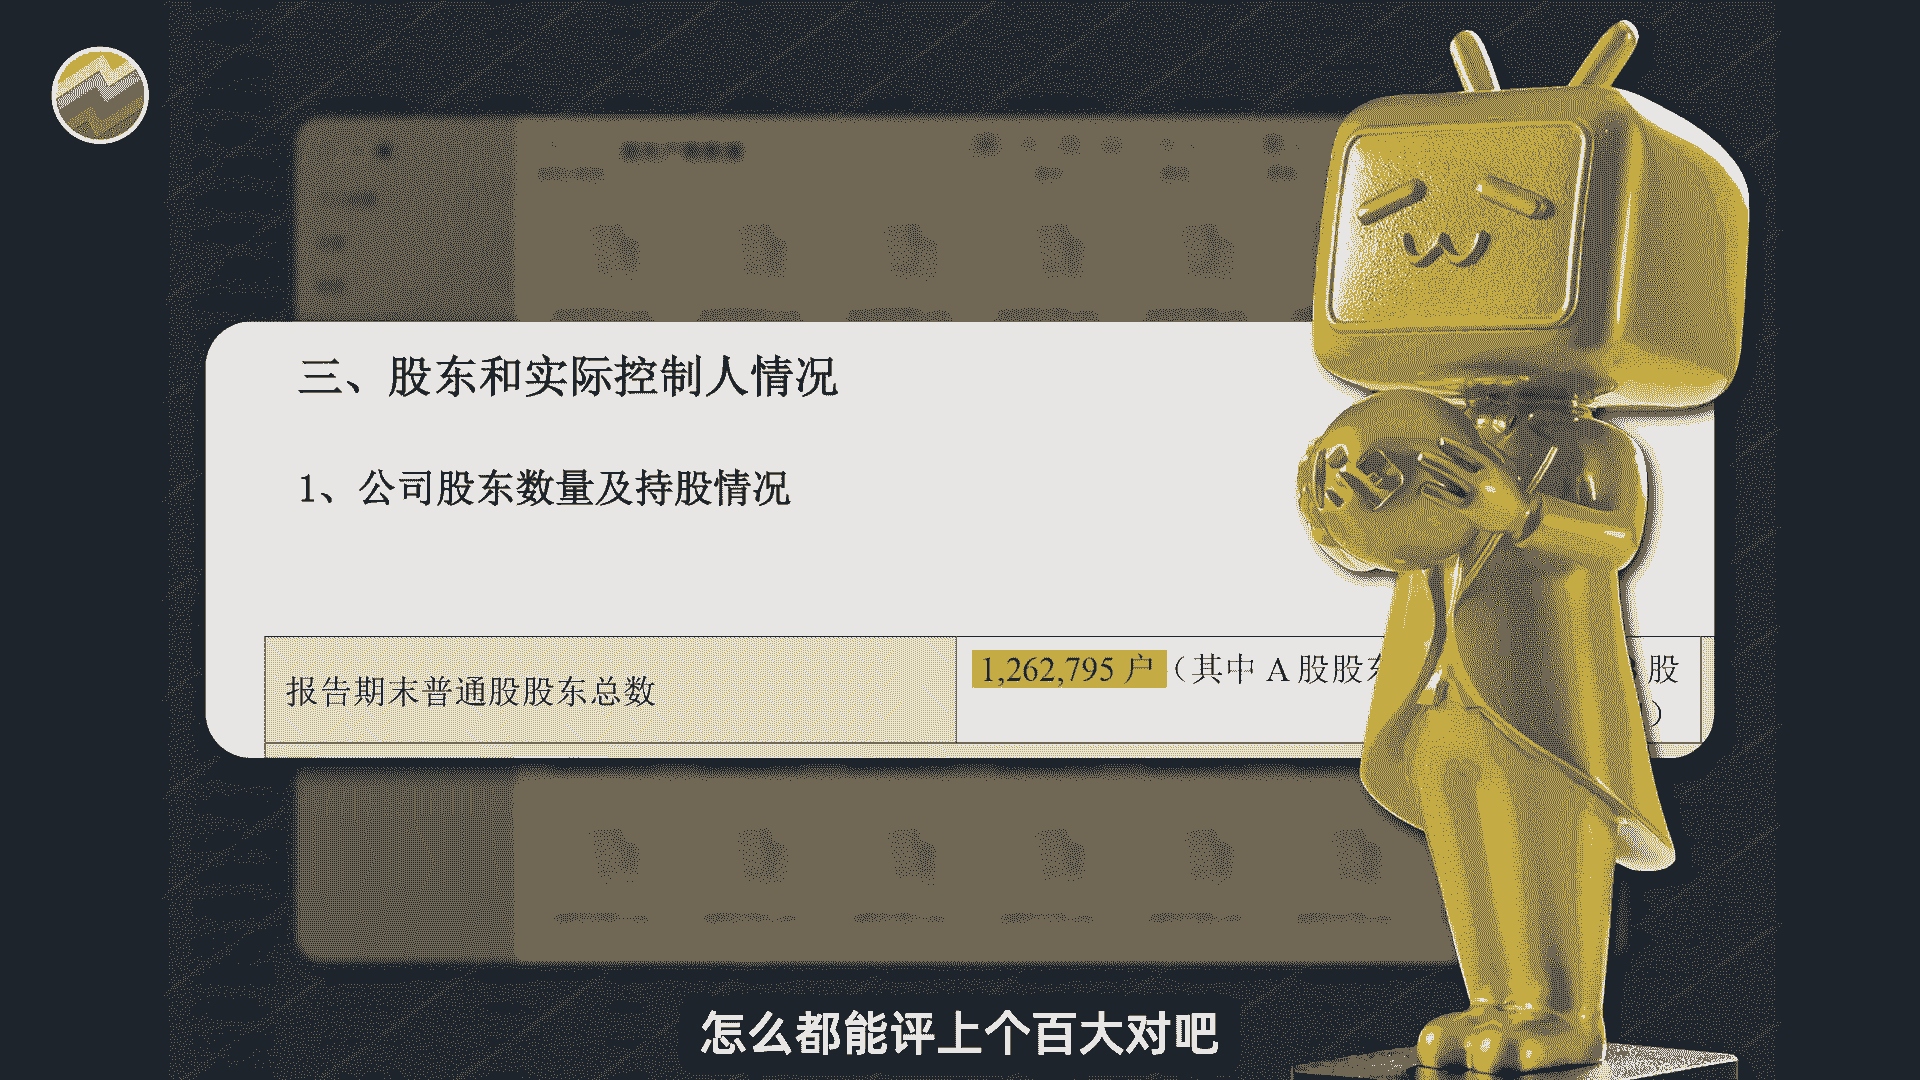 三、股东和实际控制人情况
1、公司股东数量及持股情况
报告期末普通股股东总数
1,262,795 户（其中 A 股股东 股
）
怎么都能评上个百大对吧